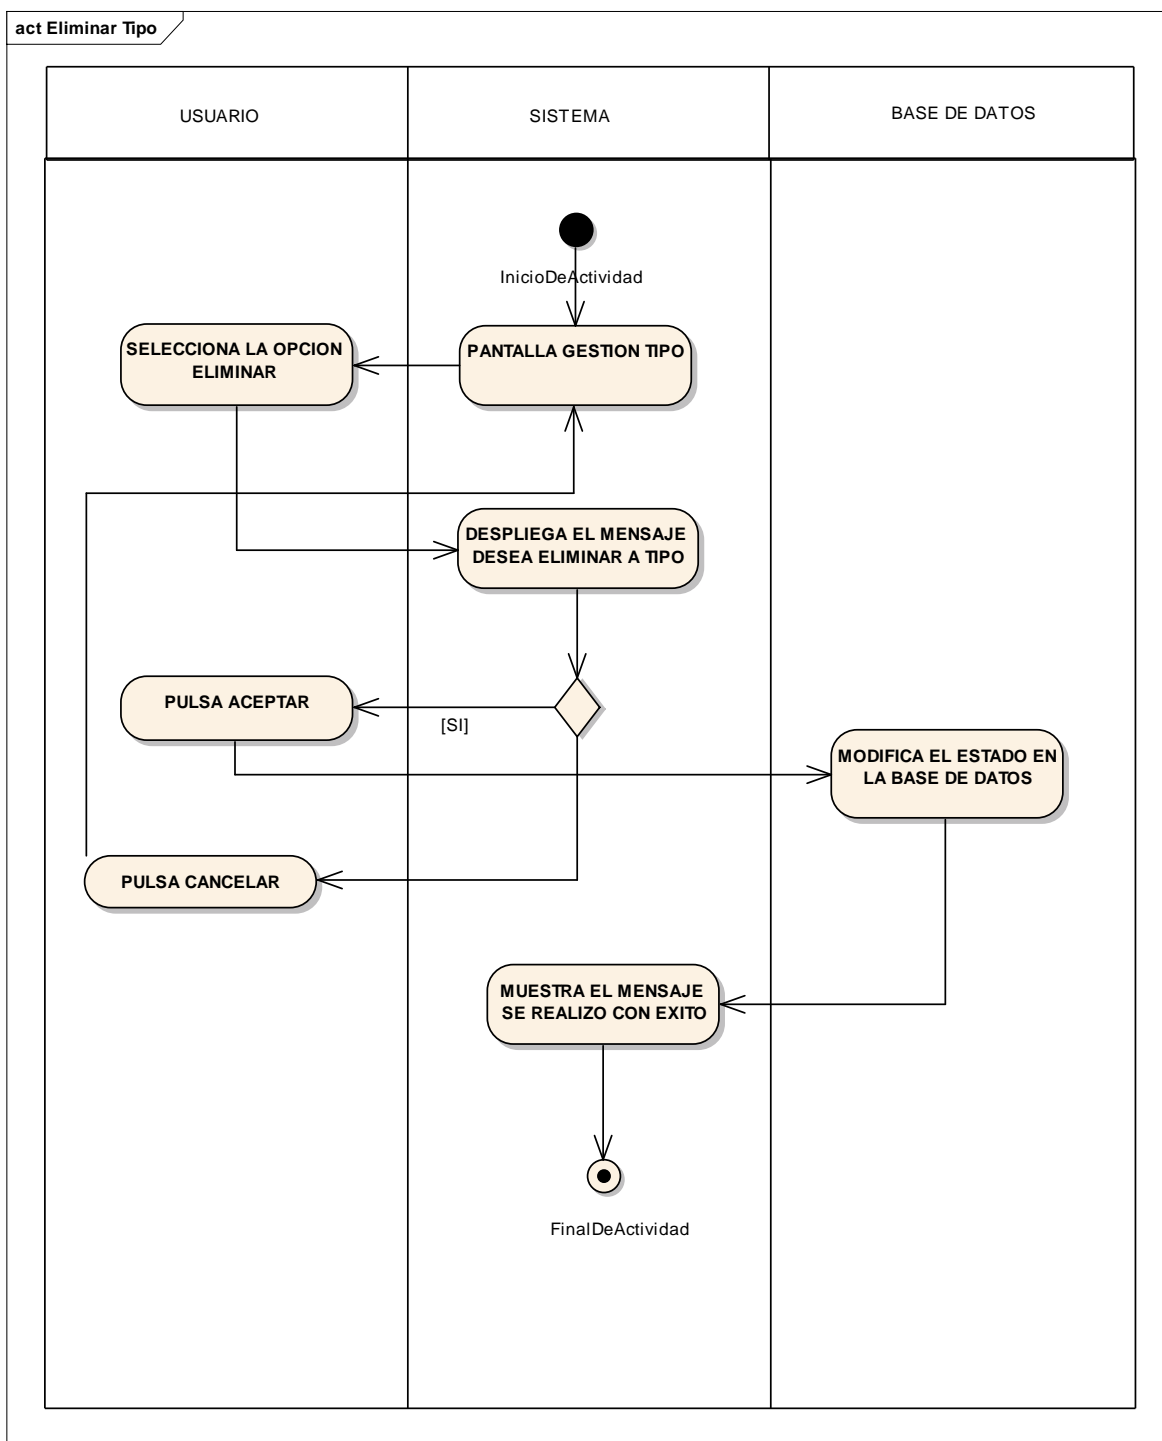 act Eliminar Tipo
USUARIO
SISTEMA
BASE DE DATOS
InicioDeActividad
SELECCIONA LA OPCION
ELIMINAR
PANTALLA GESTION TIPO
DESPLIEGA EL MENSAJE
DESEA ELIMINAR A TIPO
PULSA ACEPTAR
[SI]
MODIFICA EL ESTADO EN
LA BASE DE DATOS
PULSA CANCELAR
MUESTRA EL MENSAJE
SE REALIZO CON EXITO
FinalDeActividad